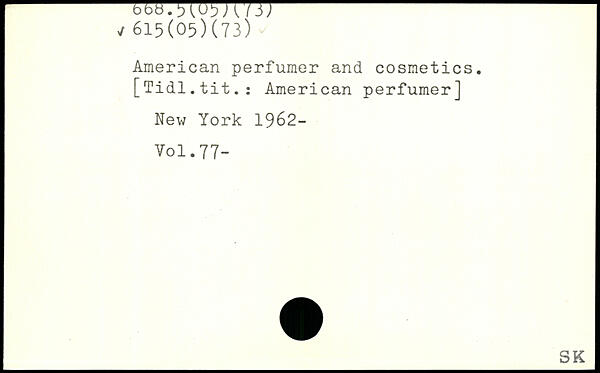 668.5(05)(73)
✓ 615(05)(73) ✓
American perfumer and cosmetics.
[Tidl.tit.: American perfumer]
New York 1962-
Vol.77-
SK